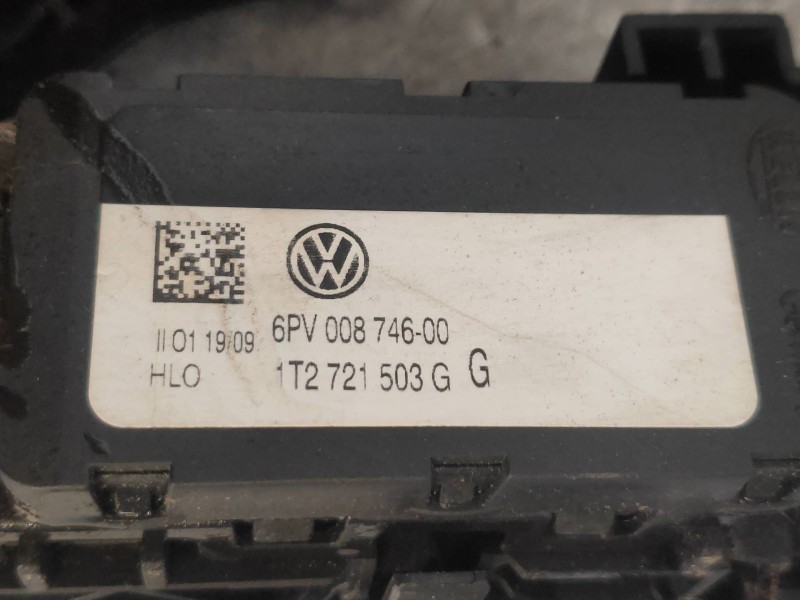 6PV 008 746-00
II 01 19/09
1T2 721 503 G G
HLO